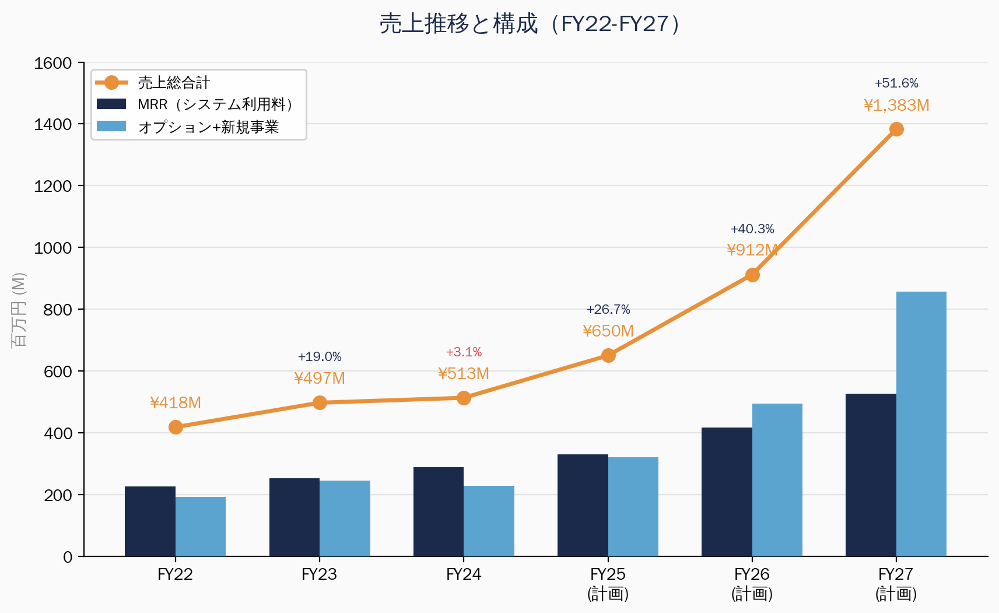 売上推移と構成（FY22-FY27）
売上総合計
MRR（システム利用料）
オプション+新規事業
百万円 (M)
1600
1400
1200
1000
800
600
400
200
0
¥418M
+19.0%
¥497M
+3.1%
¥513M
+26.7%
¥650M
+40.3%
¥912M
+51.6%
¥1,383M
FY22
FY23
FY24
FY25
(計画)
FY26
(計画)
FY27
(計画)